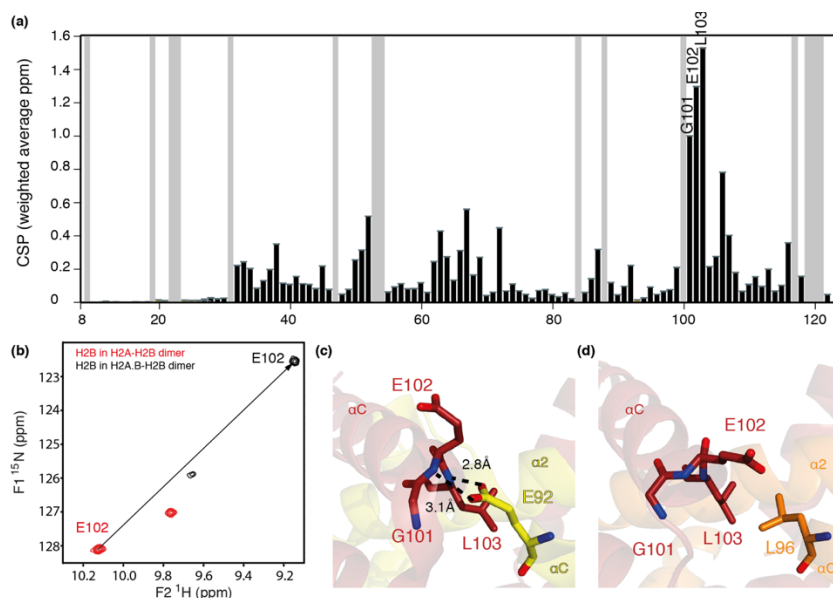 (a)
CSP (weighted average ppm)
1.6
1.4
1.2
1.0
0.8
0.6
0.4
0.2
0
G101
E102
L103
8 20 40 60 80 100 120
(b)
H2B in H2A-H2B dimer
H2B in H2A.B-H2B dimer
E102
E102
F1 ¹⁵N (ppm)
123
124
125
126
127
128
10.2 10.0 9.8 9.6 9.4 9.2
F2 ¹H (ppm)
(c)
E102
αC
α2
2.8Å
E92
3.1Å
G101 L103
αC
(d)
αC
E102
α2
G101 L103
L96
αC